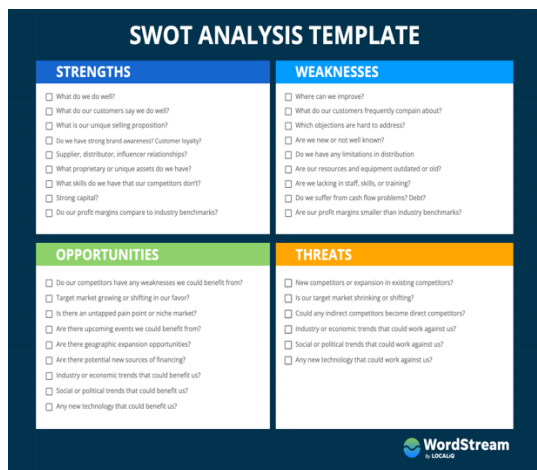 SWOT ANALYSIS TEMPLATE
STRENGTHS
What do we do well?
What do our customers say we do well?
What is our unique selling proposition?
Do we have strong brand awareness? Customer loyalty?
Supplier, distributor, influencer relationships?
What proprietary or unique assets do we have?
What skills do we have that our competitors don't?
Strong capital?
Do our profit margins compare to industry benchmarks?
WEAKNESSES
Where can we improve?
What do our customers frequently compain about?
Which objections are hard to address?
Are we new or not well known?
Do we have any limitations in distribution
Are our resources and equipment outdated or old?
Are we lacking in staff, skills, or training?
Do we suffer from cash flow problems? Debt?
Are our profit margins smaller than industry benchmarks?
OPPORTUNITIES
Do our competitors have any weaknesses we could benefit from?
Target market growing or shifting in our favor?
Is there an untapped pain point or niche market?
Are there upcoming events we could benefit from?
Are there geographic expansion opportunities?
Are there potential new sources of financing?
Industry or economic trends that could benefit us?
Social or political trends that could benefit us?
Any new technology that could benefit us?
THREATS
New competitors or expansion in existing competitors?
Is our target market shrinking or shifting?
Could any indirect competitors become direct competitors?
Industry or economic trends that could work against us?
Social or political trends that could work against us?
Any new technology that could work against us?
WordStream
By LOCALiQ